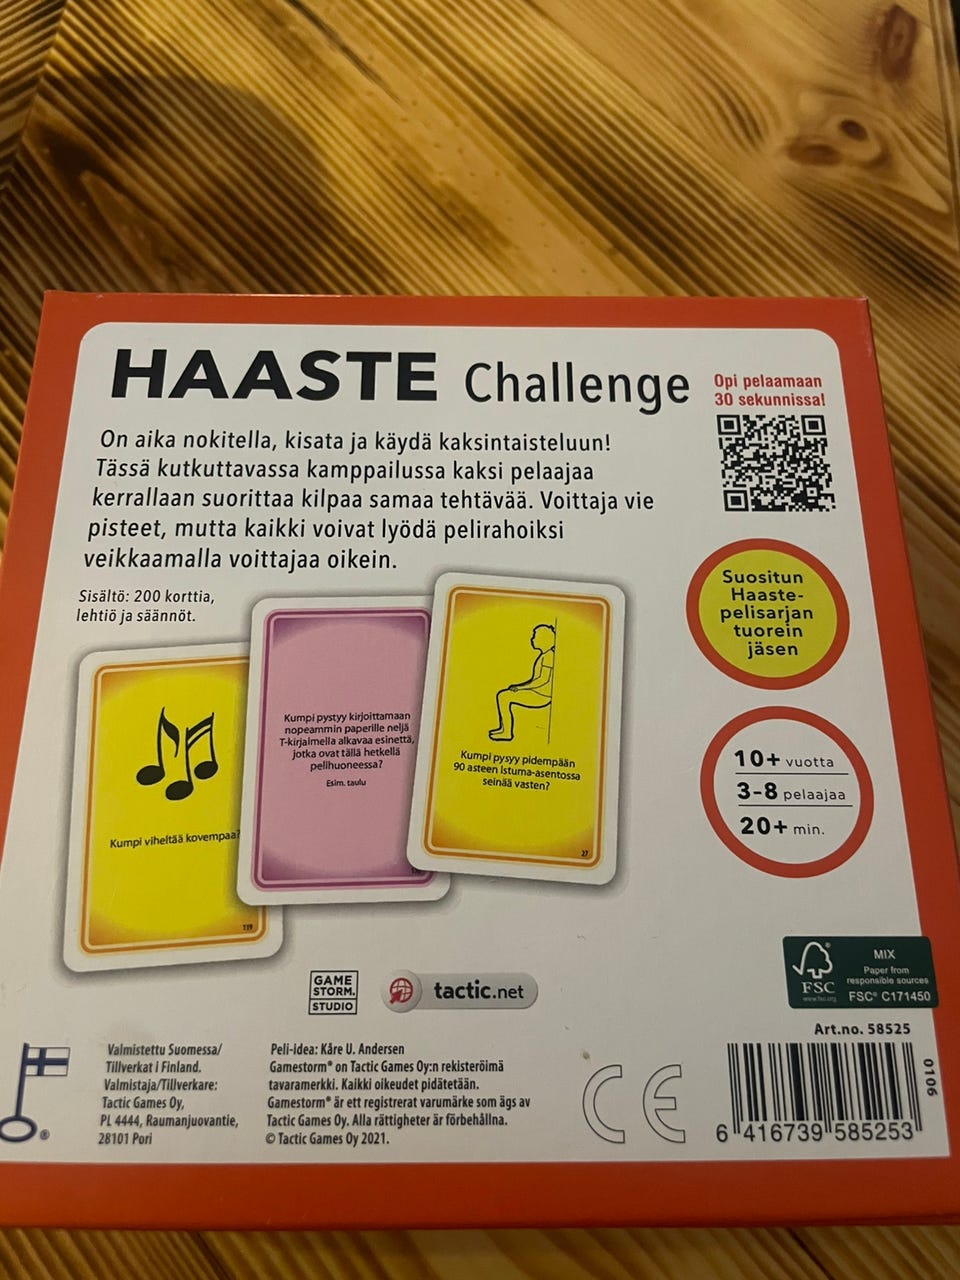 HAASTE Challenge
Opi pelaamaan
30 sekunnissa!
On aika nokitella, kisata ja käydä kaksintaisteluun!
Tässä kutkuttavassa kamppailussa kaksi pelaajaa
kerrallaan suorittaa kilpaa samaa tehtävää. Voittaja vie
pisteet, mutta kaikki voivat lyödä pelirahoiksi
veikkaamalla voittajaa oikein.
Sisältö: 200 korttia,
lehtiö ja säännöt.
Suositun
Haaste-
pelisarjan
tuorein
jäsen
Kumpi viheltää kovempaa?
119
Kumpi pystyy kirjoittamaan
nopeammin paperille neljä
T-kirjaimella alkavaa esinettä,
jotka ovat tällä hetkellä
pelihuoneessa?
Esim. taulu
Kumpi pysyy pidempään
90 asteen istuma-asentossa
seinää vasten?
27
10+ vuotta
3-8 pelaajaa
20+ min.
GAME
STORM.
STUDIO
tactic.net
FSC
www.fsc.org
MIX
Paper from
responsible sources
FSC® C171450
Art.no. 58525
Valmistettu Suomessa/
Tillverkat i Finland.
Valmistaja/Tillverkare:
Tactic Games Oy,
PL 4444, Raumanjuovantie,
28101 Pori
Peli-idea: Kåre U. Andersen
Gamestorm® on Tactic Games Oy:n rekisteröimä
tavaramerkki. Kaikki oikeudet pidätetään.
Gamestorm® är ett registrerat varumärke som ägs av
Tactic Games Oy. Alla rättigheter är förbehållna.
© Tactic Games Oy 2021.
CE
0106
6 416739 585253